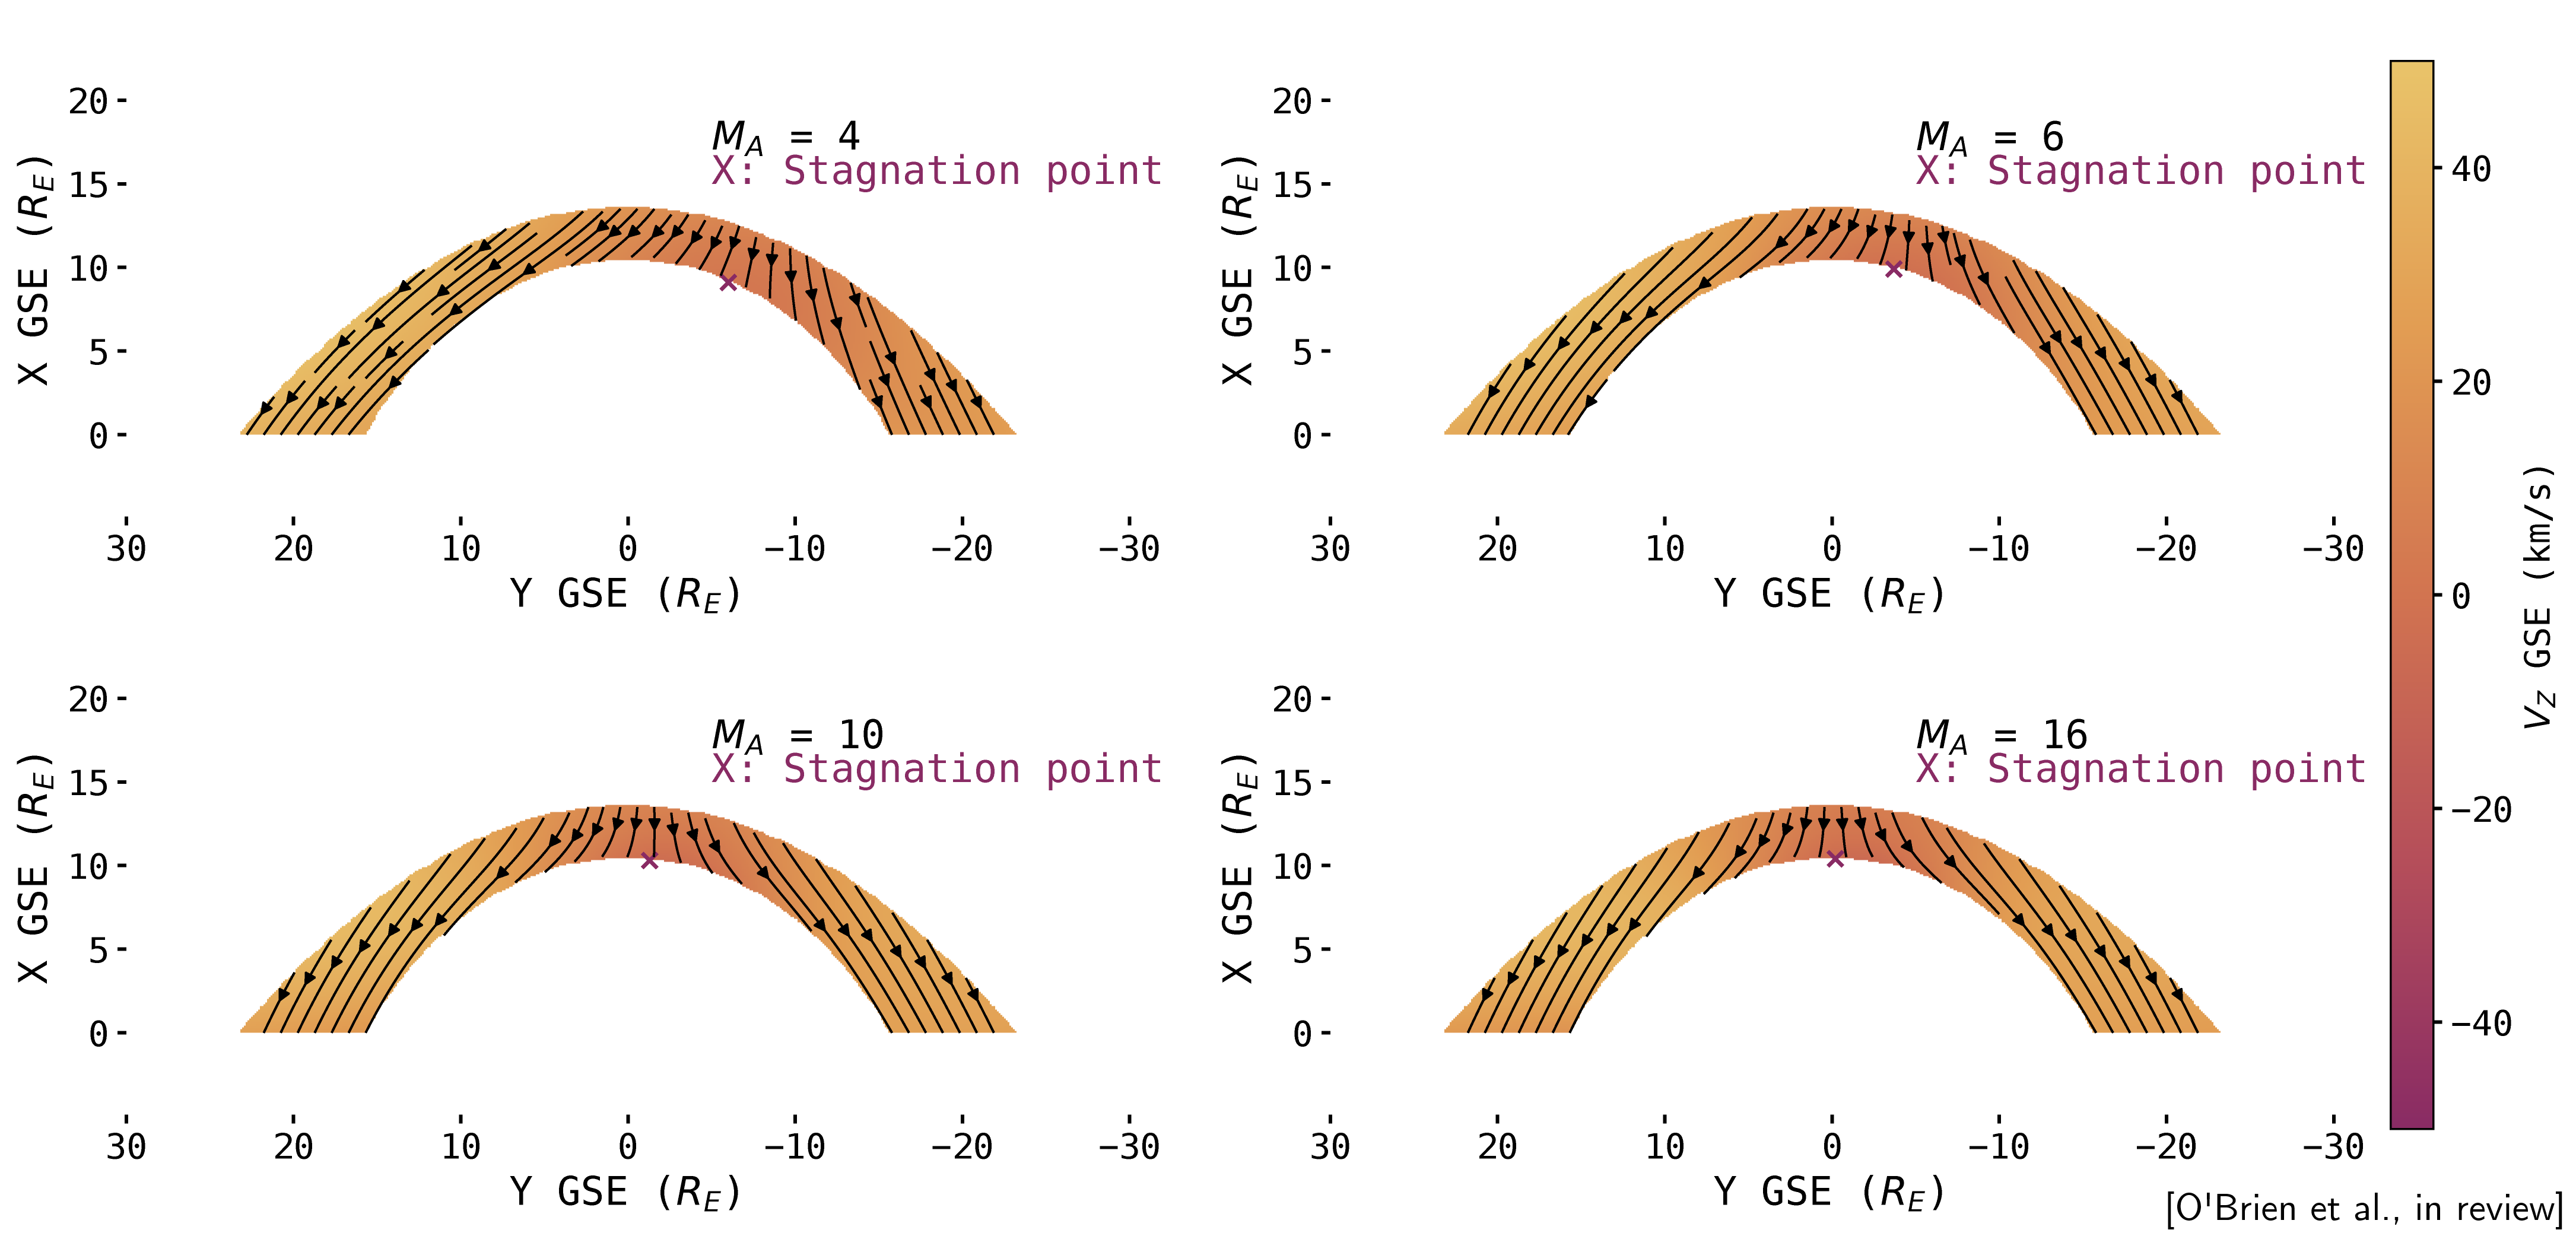 M_A = 4
X: Stagnation point
X GSE (R_E)
20
15
10
5
0
30 20 10 0 −10 −20 −30
Y GSE (R_E)
M_A = 6
X: Stagnation point
X GSE (R_E)
20
15
10
5
0
30 20 10 0 −10 −20 −30
Y GSE (R_E)
M_A = 10
X: Stagnation point
X GSE (R_E)
20
15
10
5
0
30 20 10 0 −10 −20 −30
Y GSE (R_E)
M_A = 16
X: Stagnation point
X GSE (R_E)
20
15
10
5
0
30 20 10 0 −10 −20 −30
Y GSE (R_E)
40
20
0
−20
−40
V_Z GSE (km/s)
[O'Brien et al., in review]